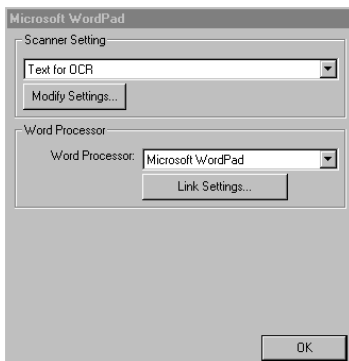 Microsoft WordPad
Scanner Setting
Text for OCR
Modify Settings...
Word Processor
Word Processor: Microsoft WordPad
Link Settings...
OK